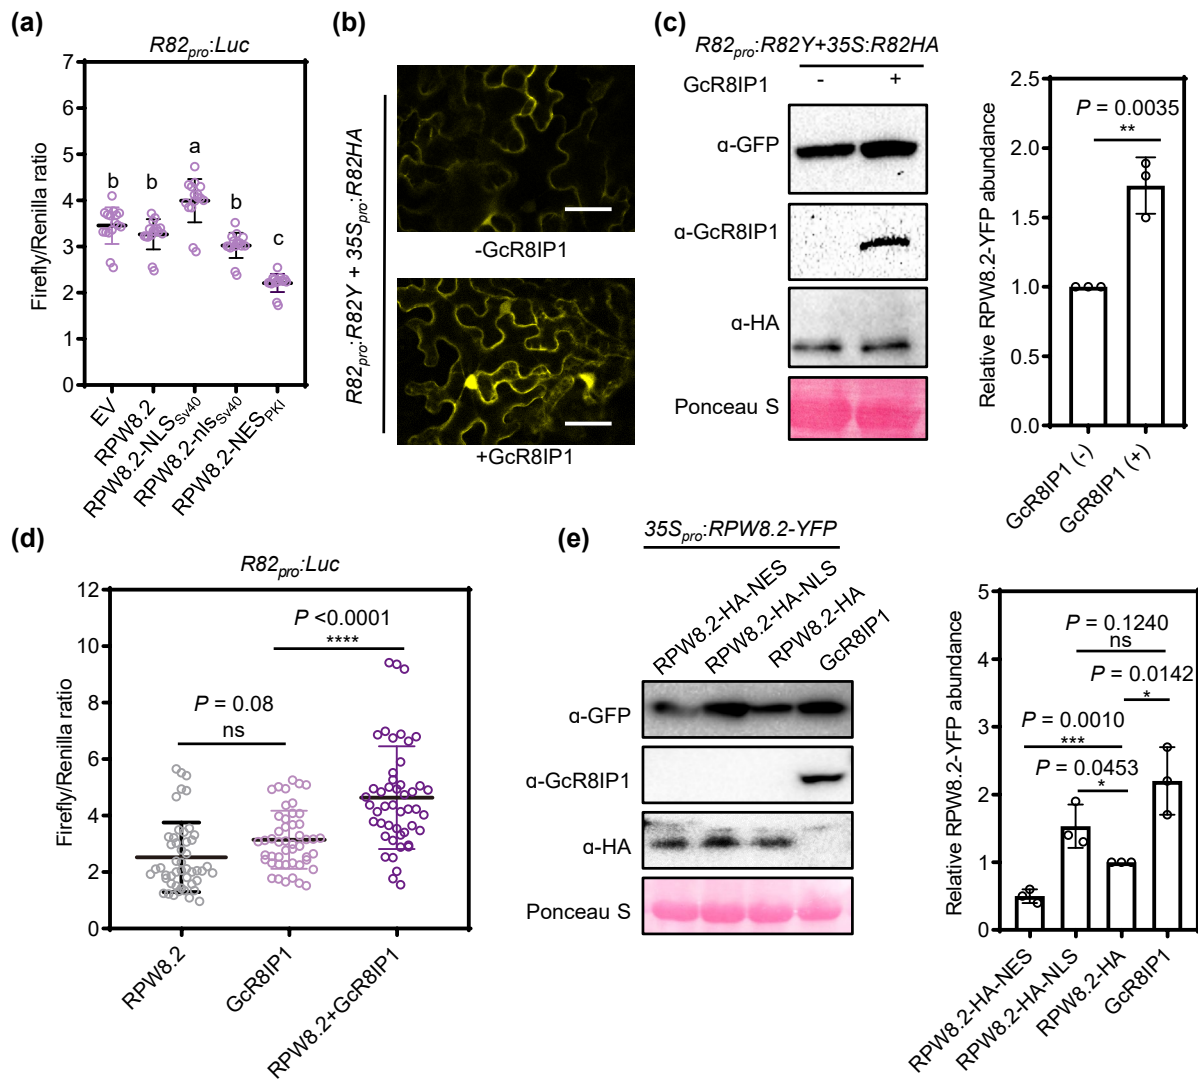 (a)
R82pro:Luc
Firefly/Renilla ratio
7
6
5
4
3
2
1
0
b
b
a
b
c
EV
RPW8.2
RPW8.2-NLSSv40
RPW8.2-nlsSv40
RPW8.2-NESPKI
(b)
R82pro:R82Y + 35Spro:R82HA
-GcR8IP1
+GcR8IP1
(c)
R82pro:R82Y+35S:R82HA
GcR8IP1
-
+
α-GFP
α-GcR8IP1
α-HA
Ponceau S
Relative RPW8.2-YFP abundance
2.5
2.0
1.5
1.0
0.5
0.0
P = 0.0035
**
GcR8IP1 (-)
GcR8IP1 (+)
(d)
R82pro:Luc
Firefly/Renilla ratio
12
10
8
6
4
2
0
P <0.0001
****
P = 0.08
ns
RPW8.2
GcR8IP1
RPW8.2+GcR8IP1
(e)
35Spro:RPW8.2-YFP
RPW8.2-HA-NES
RPW8.2-HA-NLS
RPW8.2-HA
GcR8IP1
α-GFP
α-GcR8IP1
α-HA
Ponceau S
Relative RPW8.2-YFP abundance
5
4
3
2
1
0
P = 0.1240
ns
P = 0.0142
*
P = 0.0010
***
P = 0.0453
*
RPW8.2-HA-NES
RPW8.2-HA-NLS
RPW8.2-HA
GcR8IP1